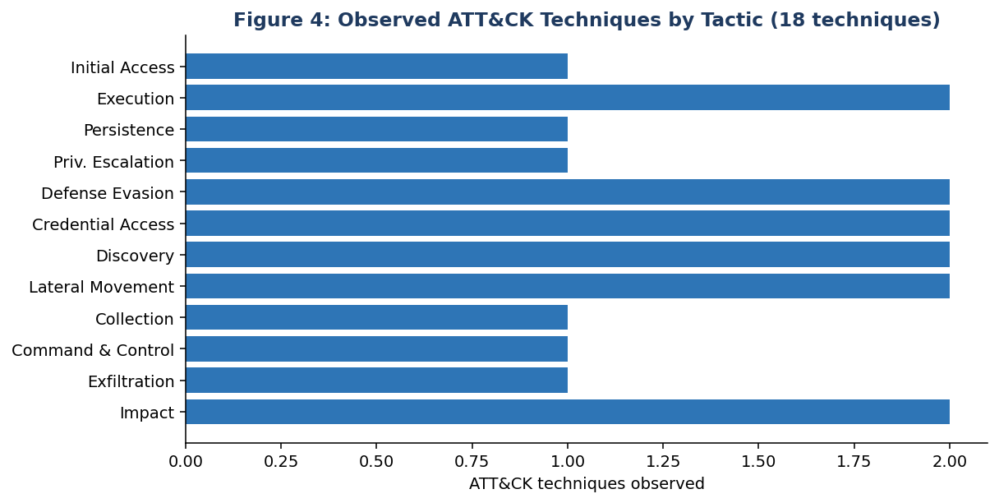 Figure 4: Observed ATT&CK Techniques by Tactic (18 techniques)
Initial Access
Execution
Persistence
Priv. Escalation
Defense Evasion
Credential Access
Discovery
Lateral Movement
Collection
Command & Control
Exfiltration
Impact
0.00 0.25 0.50 0.75 1.00 1.25 1.50 1.75 2.00
ATT&CK techniques observed